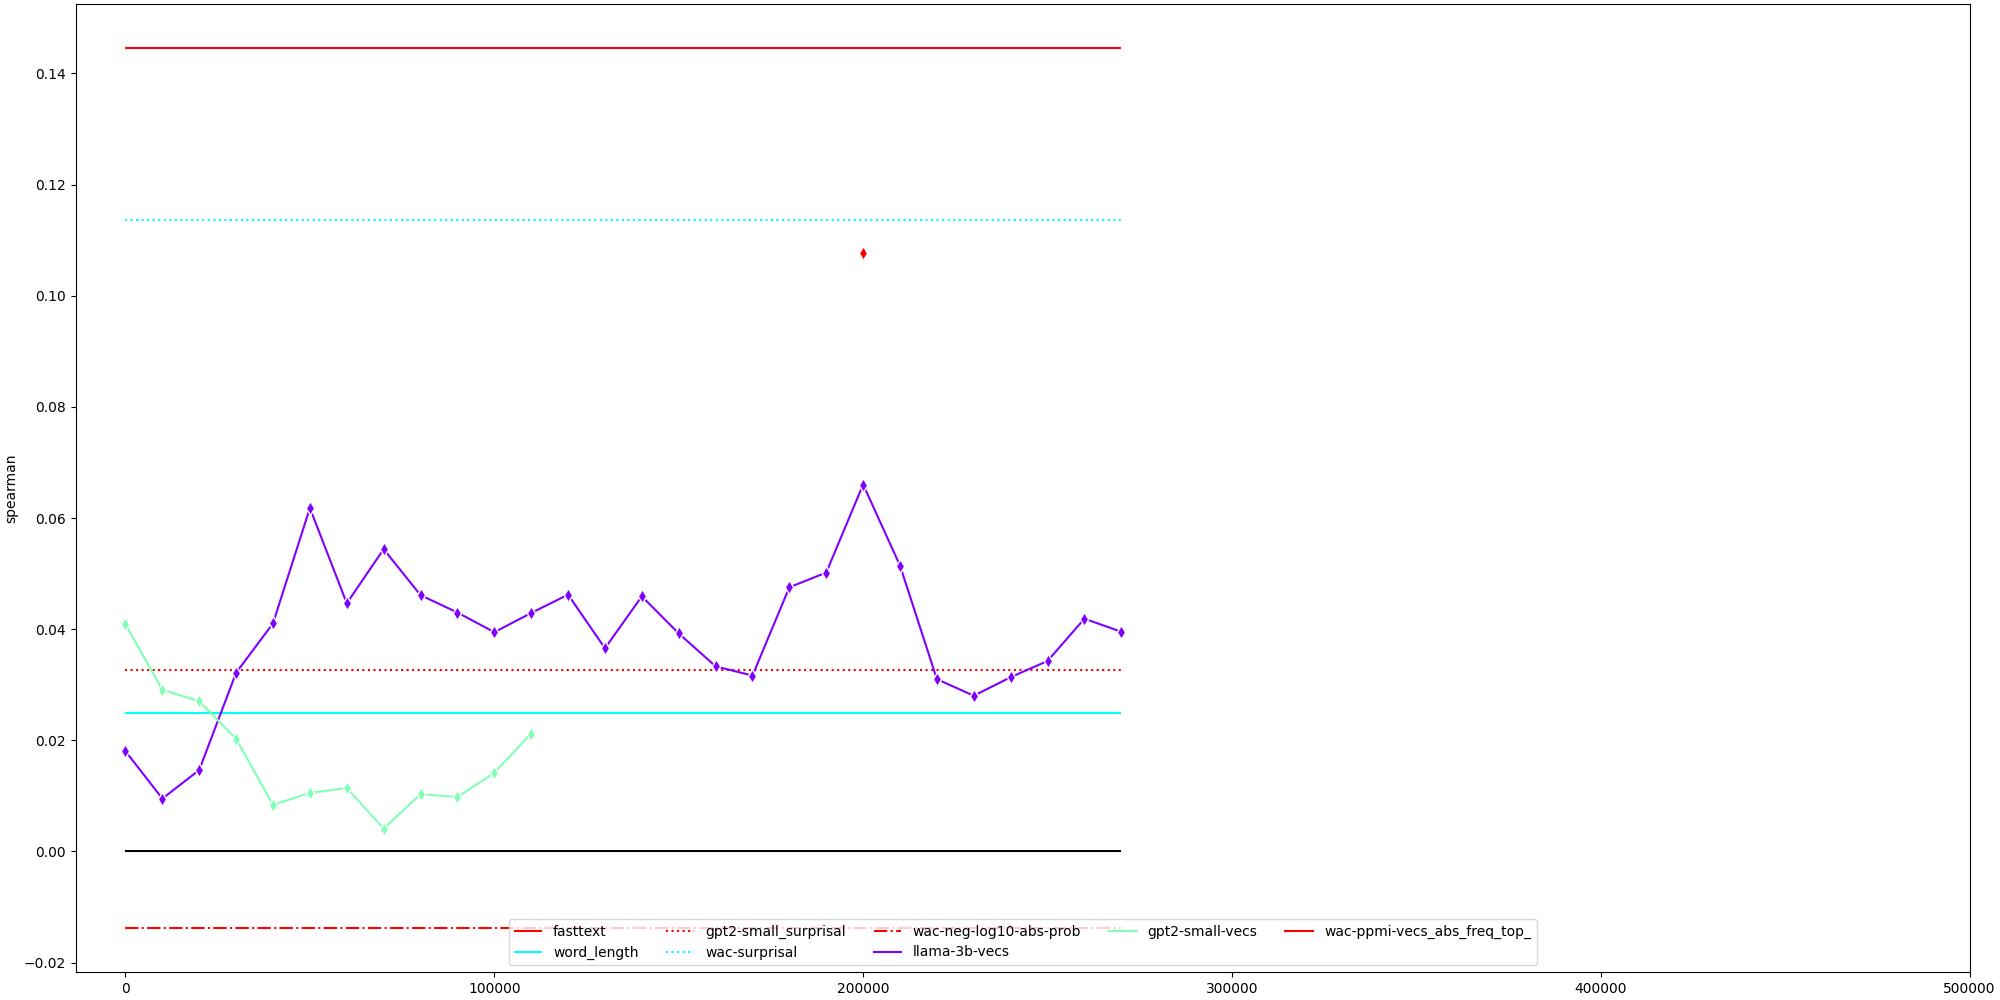 0.14
0.12
0.10
0.08
0.06
0.04
0.02
0.00
−0.02
spearman
fasttext
word_length
gpt2-small_surprisal
wac-surprisal
wac-neg-log10-abs-prob
llama-3b-vecs
gpt2-small-vecs
wac-ppmi-vecs_abs_freq_top_
0 100000 200000 300000 400000 500000